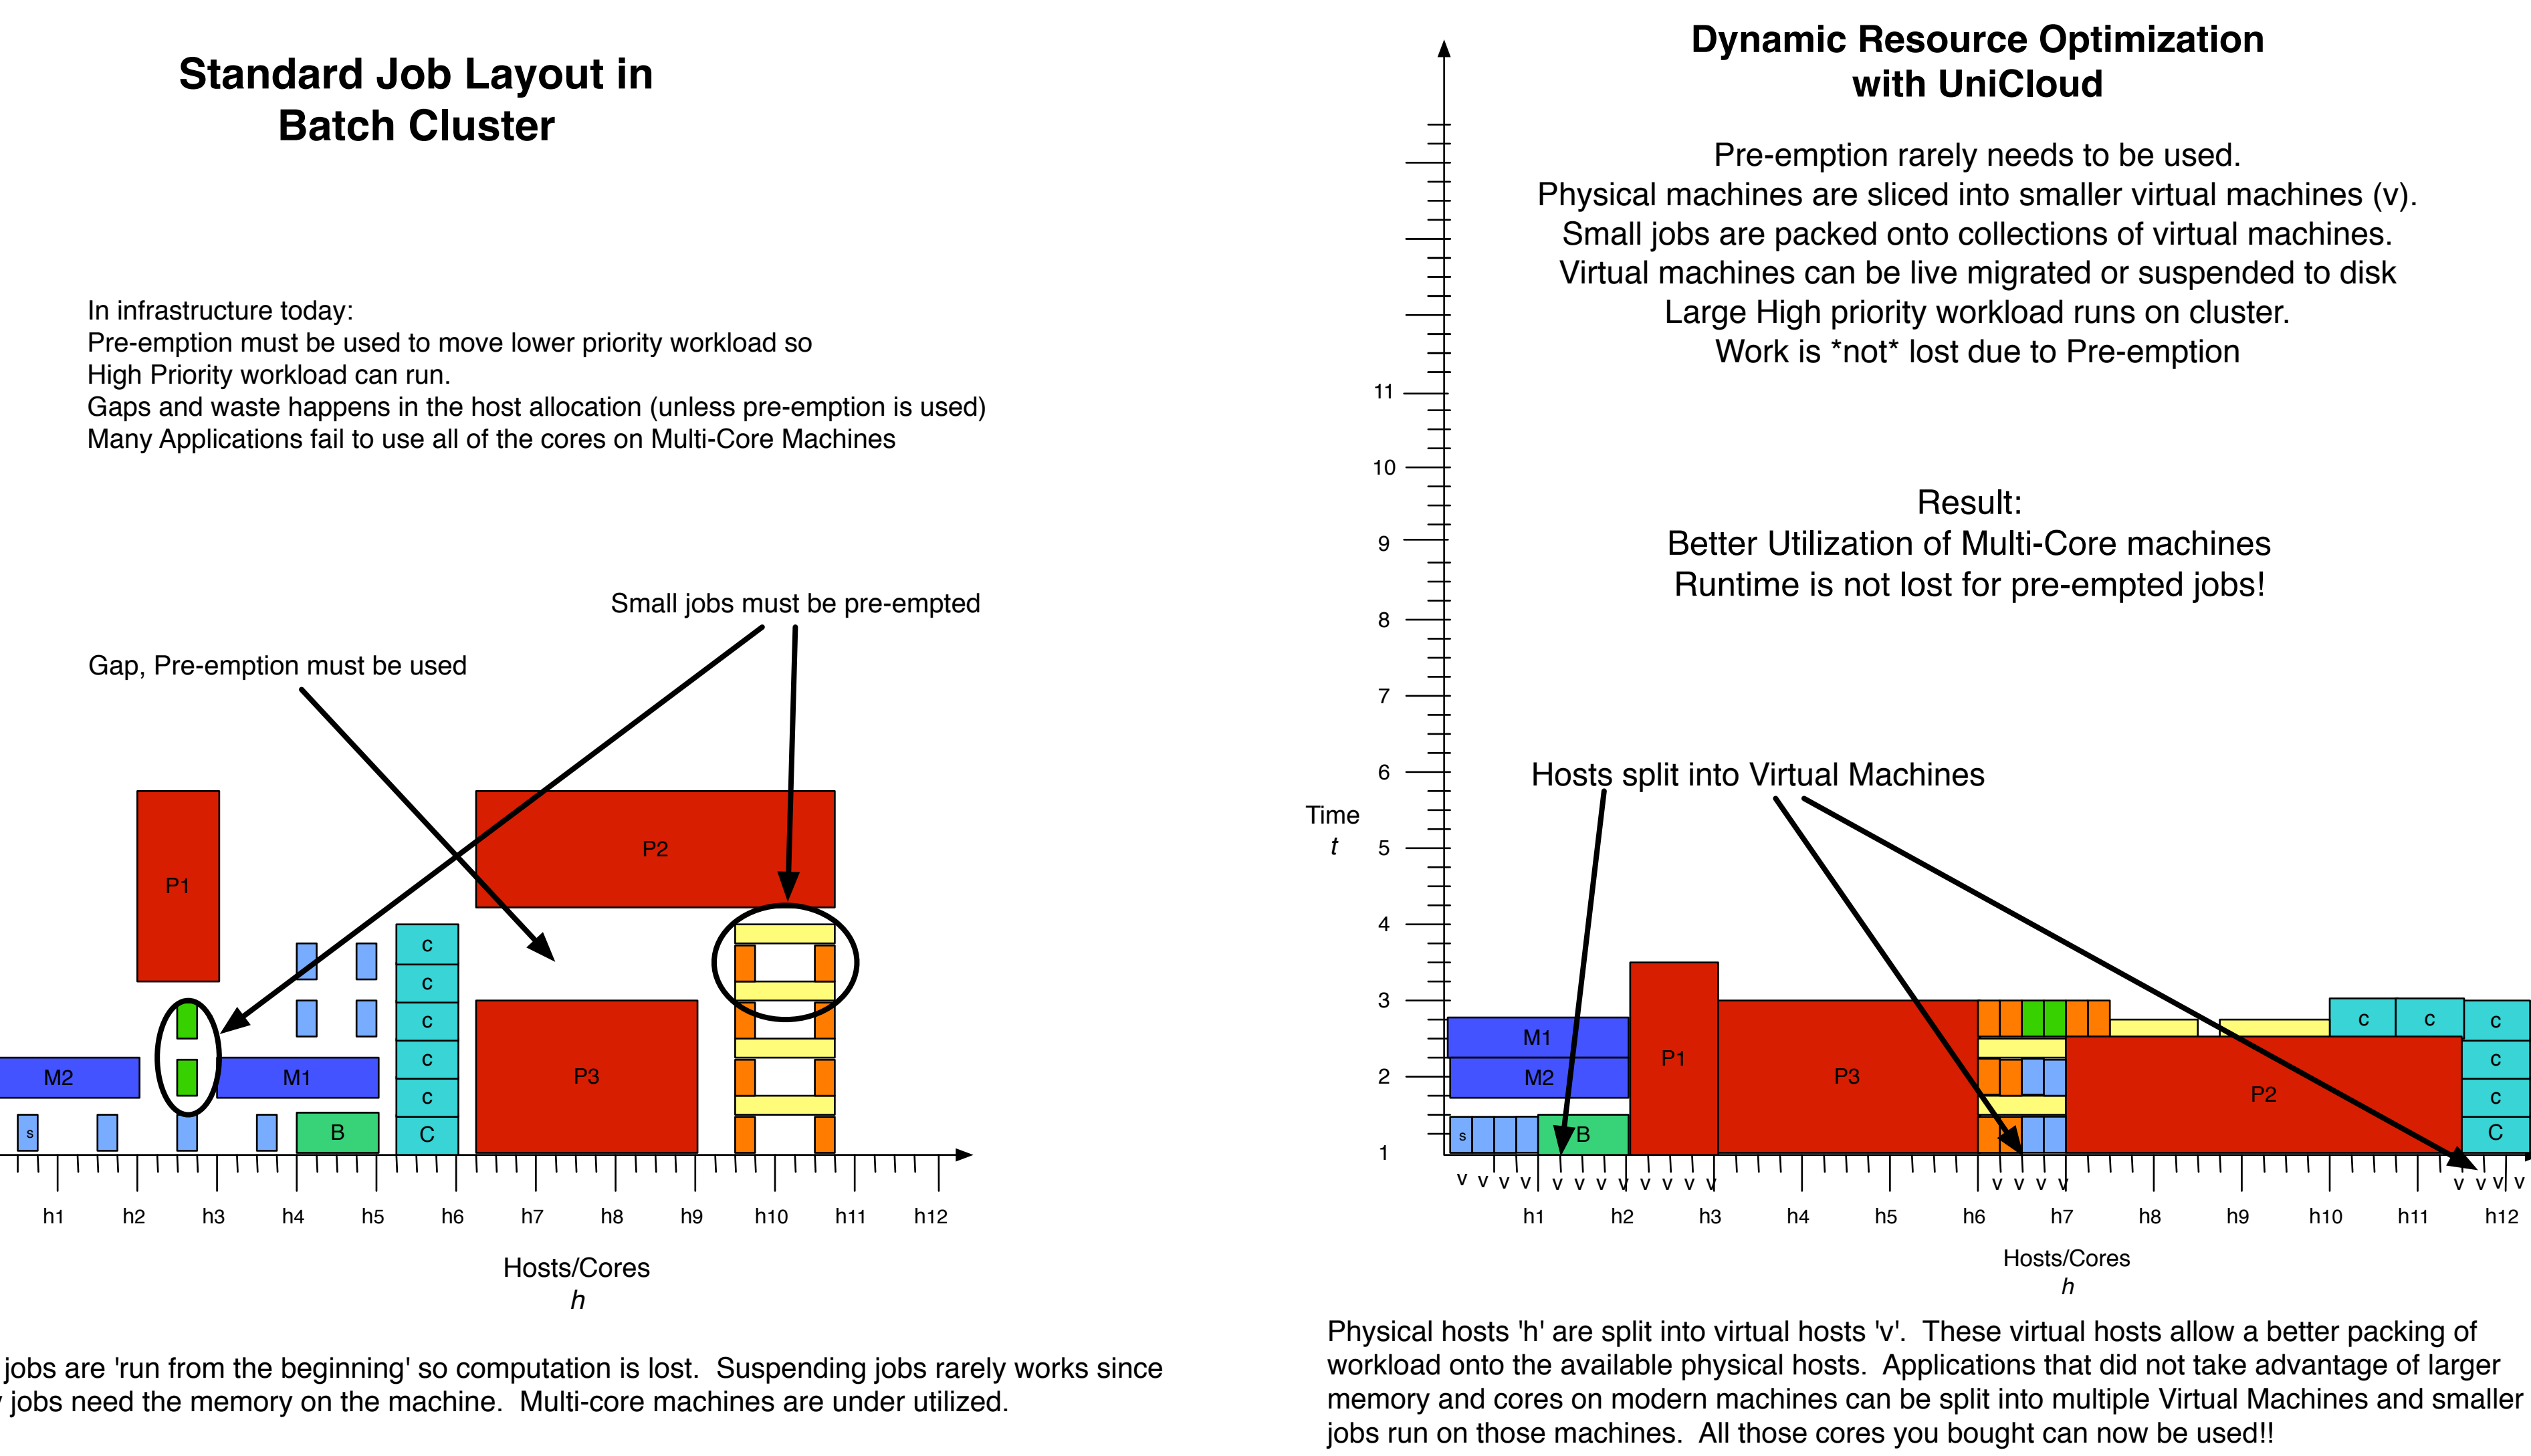 Standard Job Layout in
Batch Cluster
In infrastructure today:
Pre-emption must be used to move lower priority workload so
High Priority workload can run.
Gaps and waste happens in the host allocation (unless pre-emption is used)
Many Applications fail to use all of the cores on Multi-Core Machines
Small jobs must be pre-empted
Gap, Pre-emption must be used
P2
P1
c
c
c
c
c
C
M2
M1
P3
s
B
h1 h2 h3 h4 h5 h6 h7 h8 h9 h10 h11 h12
Hosts/Cores
h
jobs are 'run from the beginning' so computation is lost.  Suspending jobs rarely works since
jobs need the memory on the machine.  Multi-core machines are under utilized.
Dynamic Resource Optimization
with UniCloud
Pre-emption rarely needs to be used.
Physical machines are sliced into smaller virtual machines (v).
Small jobs are packed onto collections of virtual machines.
Virtual machines can be live migrated or suspended to disk
Large High priority workload runs on cluster.
Work is *not* lost due to Pre-emption
Result:
Better Utilization of Multi-Core machines
Runtime is not lost for pre-empted jobs!
Hosts split into Virtual Machines
11
10
9
8
7
6
5
4
3
2
1
Time
t
M1
M2
P1
P3
P2
c c c
c
c
C
s
B
v v v v v v v v v v v v v v v v v v v v
h1 h2 h3 h4 h5 h6 h7 h8 h9 h10 h11 h12
Hosts/Cores
h
Physical hosts 'h' are split into virtual hosts 'v'.  These virtual hosts allow a better packing of
workload onto the available physical hosts.  Applications that did not take advantage of larger
memory and cores on modern machines can be split into multiple Virtual Machines and smaller
jobs run on those machines.  All those cores you bought can now be used!!